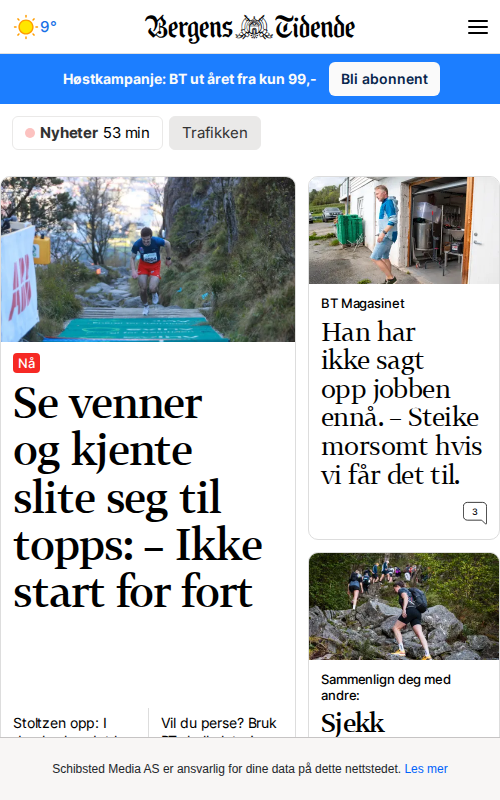 9°
Bergens Tidende
Høstkampanje: BT ut året fra kun 99,-
Bli abonnent
Nyheter 53 min
Trafikken
Nå
Se venner
og kjente
slite seg til
topps: – Ikke
start for fort
Stoltzen opp: I
Vil du perse? Bruk
BT Magasinet
Han har
ikke sagt
opp jobben
ennå. – Steike
morsomt hvis
vi får det til.
3
Sammenlign deg med
andre:
Sjekk
Schibsted Media AS er ansvarlig for dine data på dette nettstedet. Les mer